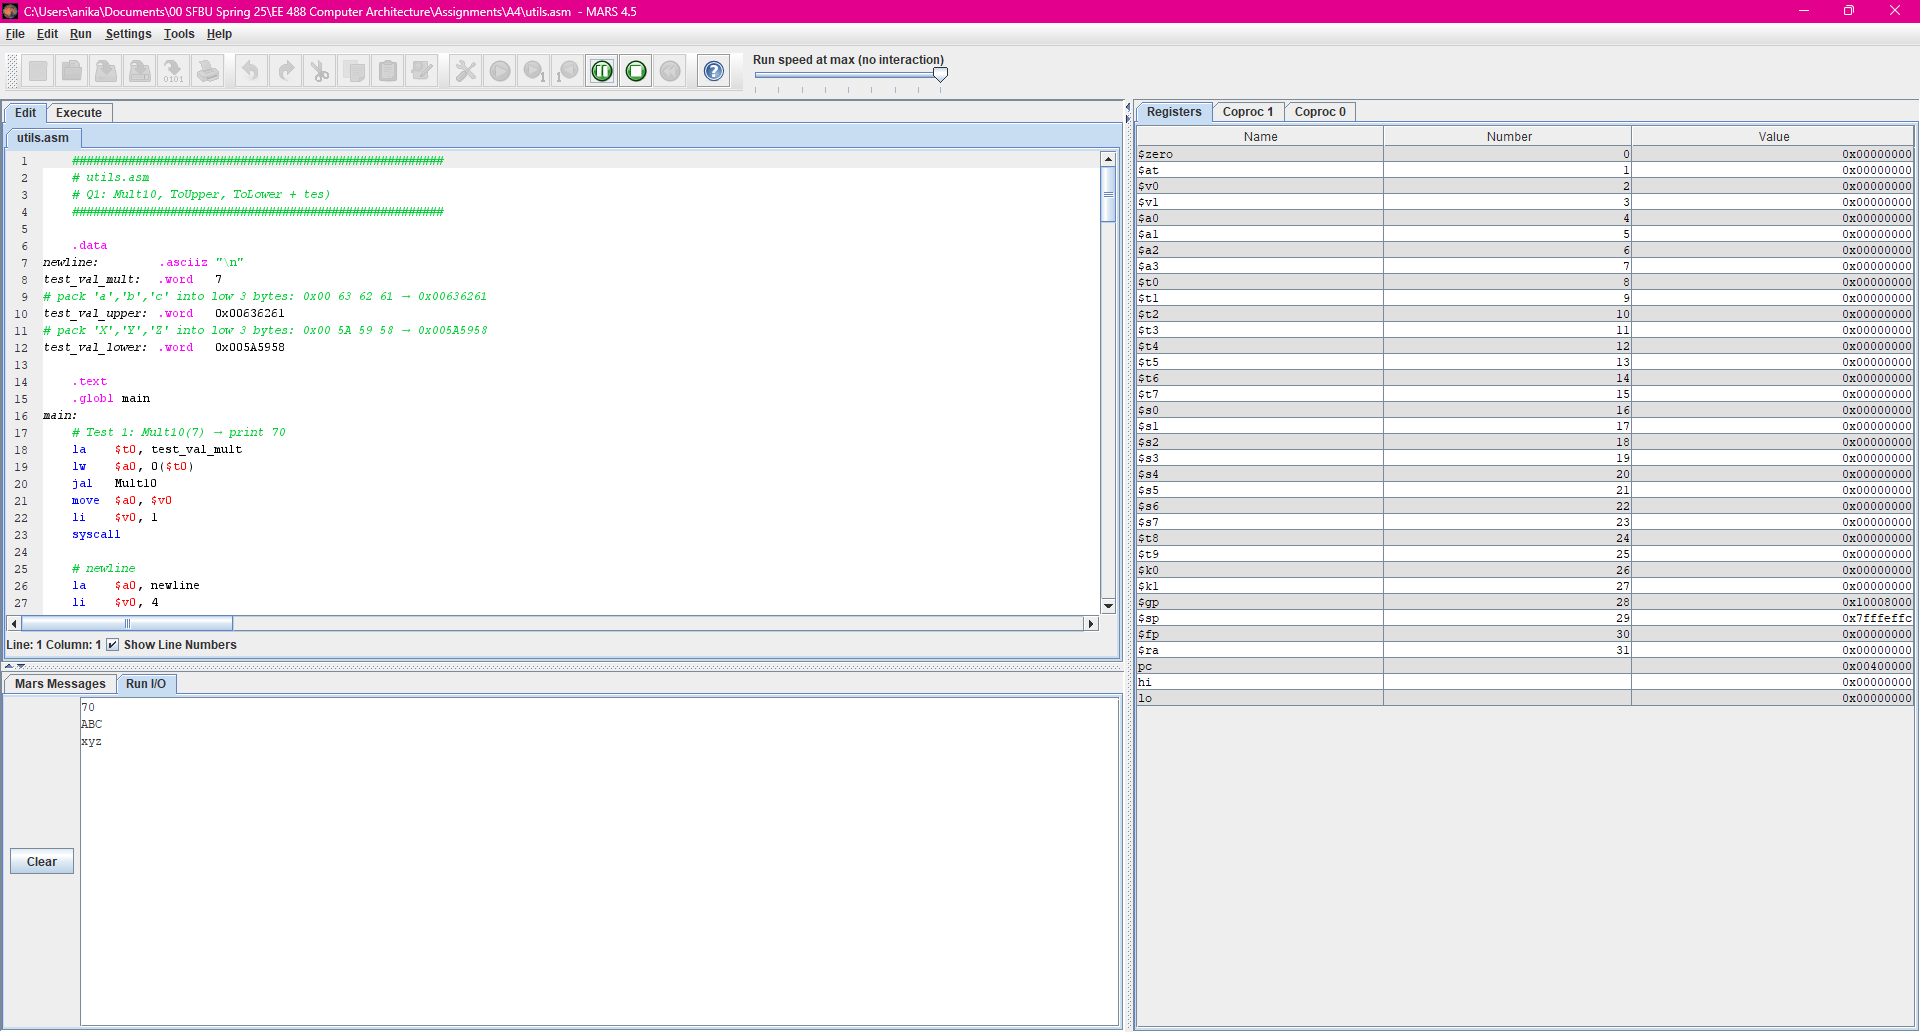 C:\Users\anika\Documents\00 SFBU Spring 25\EE 488 Computer Architecture\Assignments\A4\utils.asm - MARS 4.5
File Edit Run Settings Tools Help
Run speed at max (no interaction)
Edit Execute
utils.asm
1 #####################################################
2 # utils.asm
3 # Q1: Mult10, ToUpper, ToLower + tes)
4 #####################################################
5
6 .data
7 newline: .asciiz "\n"
8 test_val_mult: .word 7
9 # pack 'a','b','c' into low 3 bytes: 0x00 63 62 61 → 0x00636261
10 test_val_upper: .word 0x00636261
11 # pack 'X','Y','Z' into low 3 bytes: 0x00 5A 59 58 → 0x005A5958
12 test_val_lower: .word 0x005A5958
13
14 .text
15 .globl main
16 main:
17 # Test 1: Mult10(7) → print 70
18 la $t0, test_val_mult
19 lw $a0, 0($t0)
20 jal Mult10
21 move $a0, $v0
22 li $v0, 1
23 syscall
24
25 # newline
26 la $a0, newline
27 li $v0, 4
Line: 1 Column: 1 Show Line Numbers
Mars Messages Run I/O
70
ABC
xyz
Clear
Registers Coproc 1 Coproc 0
Name Number Value
$zero 0 0x00000000
$at 1 0x00000000
$v0 2 0x00000000
$v1 3 0x00000000
$a0 4 0x00000000
$a1 5 0x00000000
$a2 6 0x00000000
$a3 7 0x00000000
$t0 8 0x00000000
$t1 9 0x00000000
$t2 10 0x00000000
$t3 11 0x00000000
$t4 12 0x00000000
$t5 13 0x00000000
$t6 14 0x00000000
$t7 15 0x00000000
$s0 16 0x00000000
$s1 17 0x00000000
$s2 18 0x00000000
$s3 19 0x00000000
$s4 20 0x00000000
$s5 21 0x00000000
$s6 22 0x00000000
$s7 23 0x00000000
$t8 24 0x00000000
$t9 25 0x00000000
$k0 26 0x00000000
$k1 27 0x00000000
$gp 28 0x10008000
$sp 29 0x7fffeffc
$fp 30 0x00000000
$ra 31 0x00000000
pc 0x00400000
hi 0x00000000
lo 0x00000000